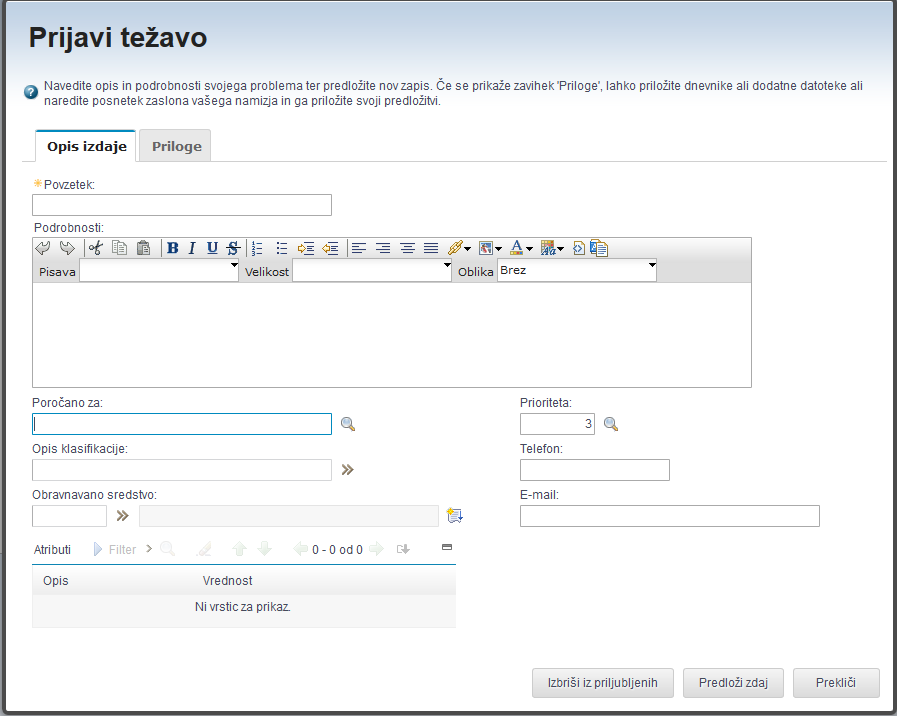 Prijavi težavo
Navedite opis in podrobnosti svojega problema ter predložite nov zapis. Če se prikaže zavihek 'Priloge', lahko priložite dnevnike ali dodatne datoteke ali
naredite posnetek zaslona vašega namizja in ga priložite svoji predložitvi.
Opis izdaje Priloge
Povzetek:
Podrobnosti:
B I U S
Pisava Velikost Oblika Brez
Poročano za: Prioriteta:
3
Opis klasifikacije: Telefon:
Obravnavano sredstvo: E-mail:
Atributi Filter 0 - 0 od 0
Opis Vrednost
Ni vrstic za prikaz.
Izbriši iz priljubljenih Predloži zdaj Prekliči